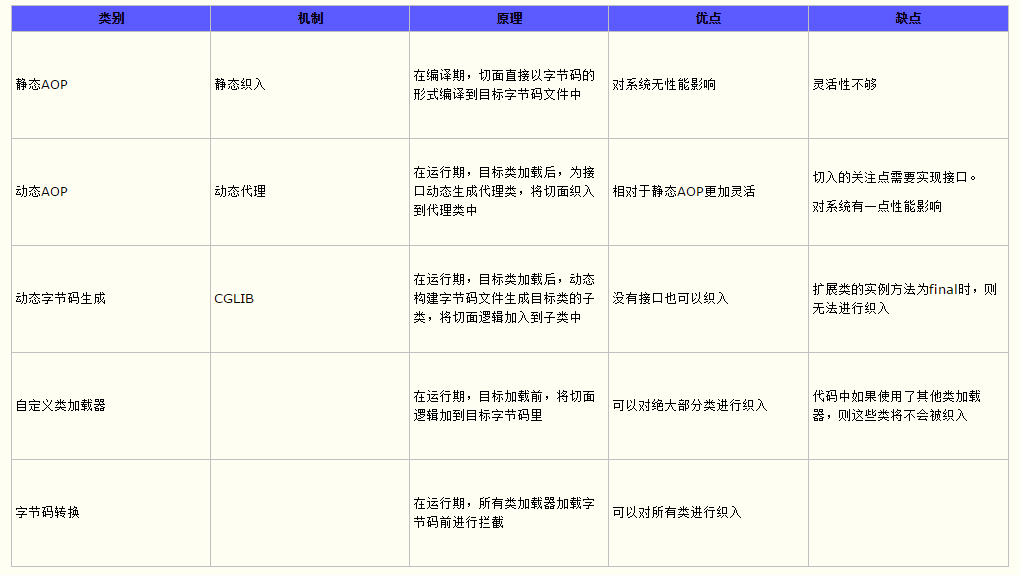 类别 机制 原理 优点 缺点
静态AOP 静态织入 在编译期，切面直接以字节码的
形式编译到目标字节码文件中 对系统无性能影响 灵活性不够
动态AOP 动态代理 在运行期，目标类加载后，为接
口动态生成代理类，将切面织入
到代理类中 相对于静态AOP更加灵活 切入的关注点需要实现接口。
对系统有一点性能影响
动态字节码生成 CGLIB 在运行期，目标类加载后，动态
构建字节码文件生成目标类的子
类，将切面逻辑加入到子类中 没有接口也可以织入 扩展类的实例方法为final时，则
无法进行织入
自定义类加载器 在运行期，目标加载前，将切面
逻辑加到目标字节码里 可以对绝大部分类进行织入 代码中如果使用了其他类加载
器，则这些类将不会被织入
字节码转换 在运行期，所有类加载器加载字
节码前进行拦截 可以对所有类进行织入